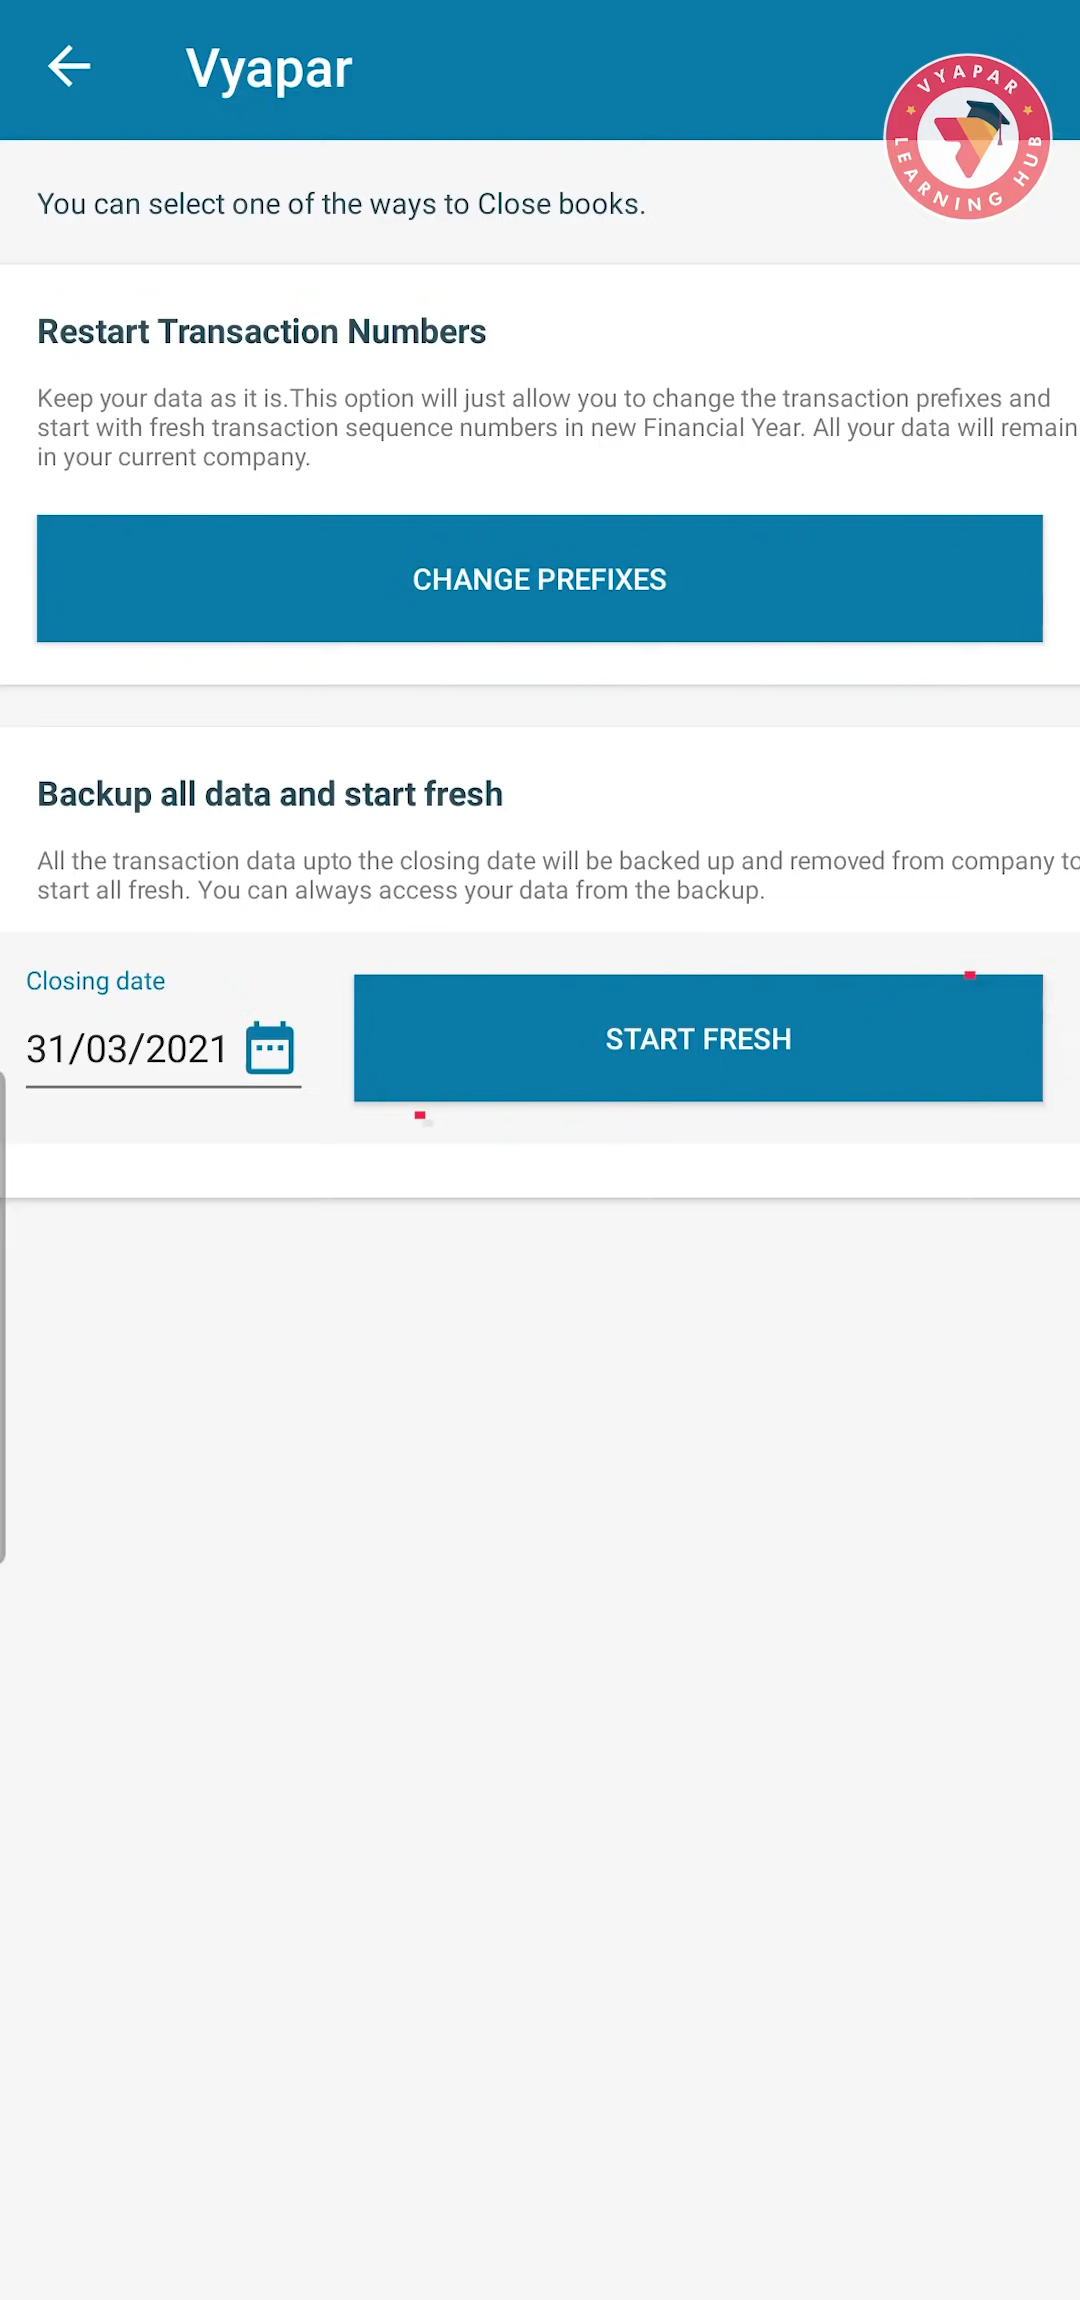 Vyapar
VYAPAR
LEARNING HUB
You can select one of the ways to Close books.
Restart Transaction Numbers
Keep your data as it is.This option will just allow you to change the transaction prefixes and
start with fresh transaction sequence numbers in new Financial Year. All your data will remain
in your current company.
CHANGE PREFIXES
Backup all data and start fresh
All the transaction data upto the closing date will be backed up and removed from company to
start all fresh. You can always access your data from the backup.
Closing date
31/03/2021
START FRESH